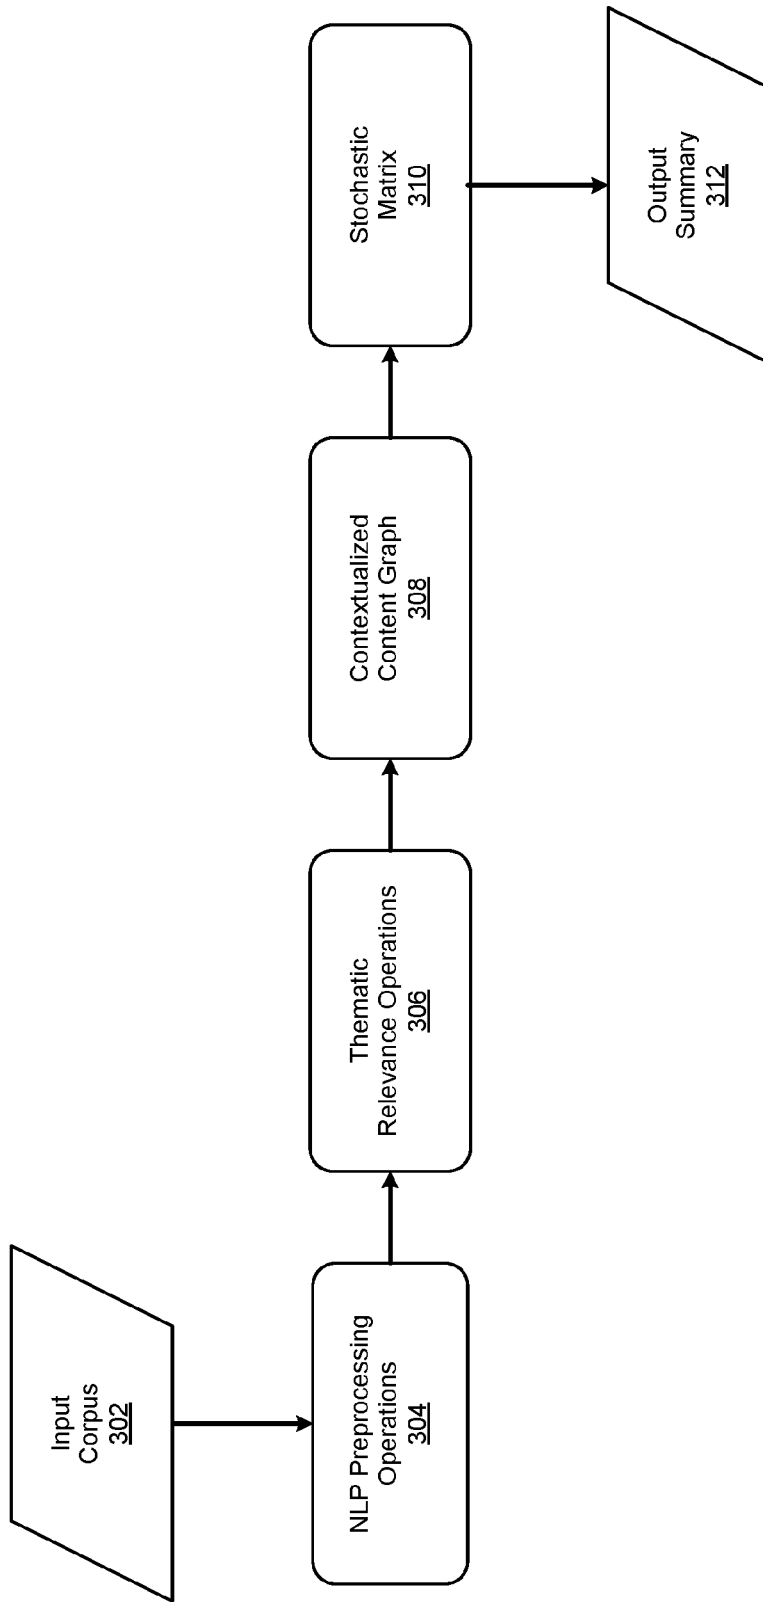 Input
Corpus
302
NLP Preprocessing
Operations
304
Thematic
Relevance Operations
306
Contextualized
Content Graph
308
Stochastic
Matrix
310
Output
Summary
312